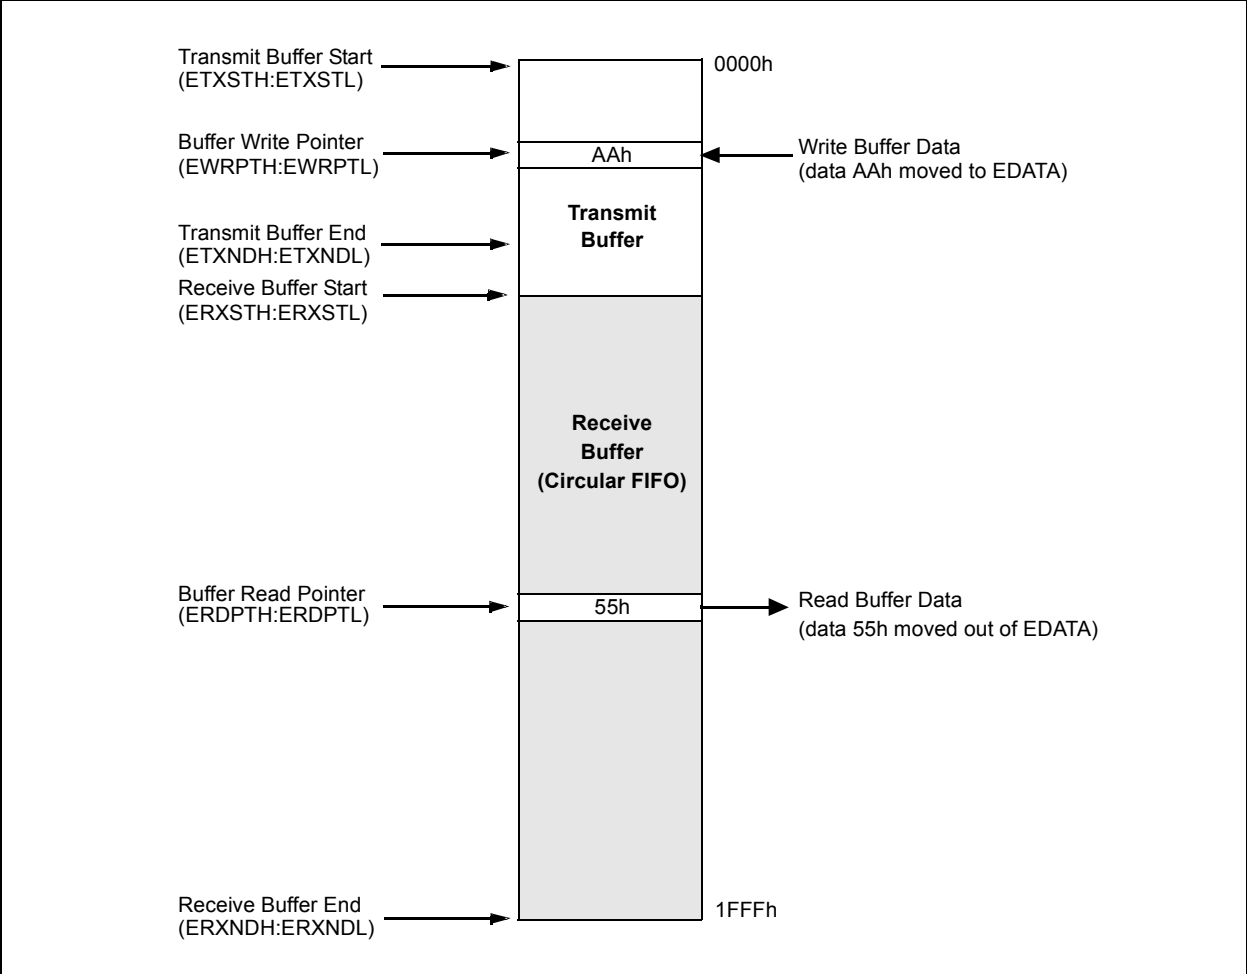 Transmit Buffer Start
(ETXSTH:ETXSTL)
0000h
Buffer Write Pointer
(EWRPTH:EWRPTL)
AAh
Write Buffer Data
(data AAh moved to EDATA)
Transmit
Buffer
Transmit Buffer End
(ETXNDH:ETXNDL)
Receive Buffer Start
(ERXSTH:ERXSTL)
Receive
Buffer
(Circular FIFO)
Buffer Read Pointer
(ERDPTH:ERDPTL)
55h
Read Buffer Data
(data 55h moved out of EDATA)
Receive Buffer End
(ERXNDH:ERXNDL)
1FFFh